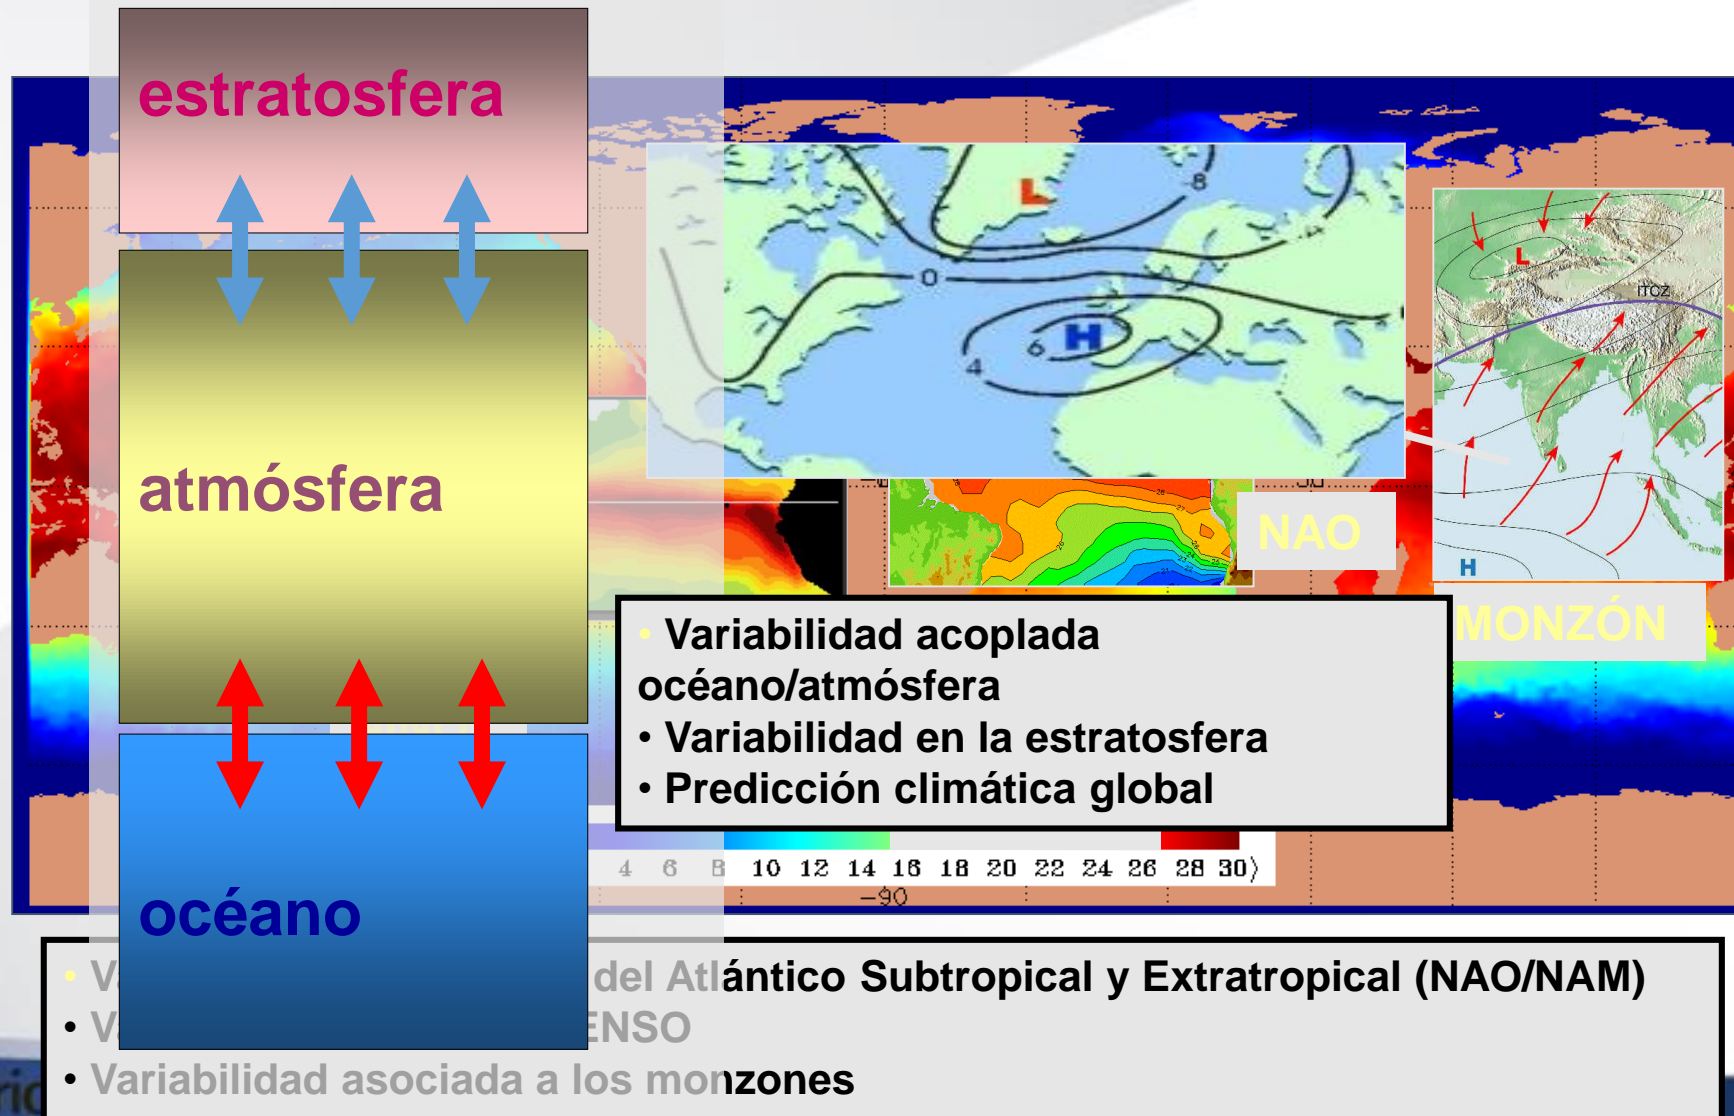 estratosfera
atmósfera
océano
L
8
0
H
6
4
L
ITCZ
H
NAO
MONZÓN
• Variabilidad acoplada
océano/atmósfera
• Variabilidad en la estratosfera
• Predicción climática global
4 6 8 10 12 14 16 18 20 22 24 26 28 30⟩
−90
• del Atlántico Subtropical y Extratropical (NAO/NAM)
• ENSO
• Variabilidad asociada a los monzones